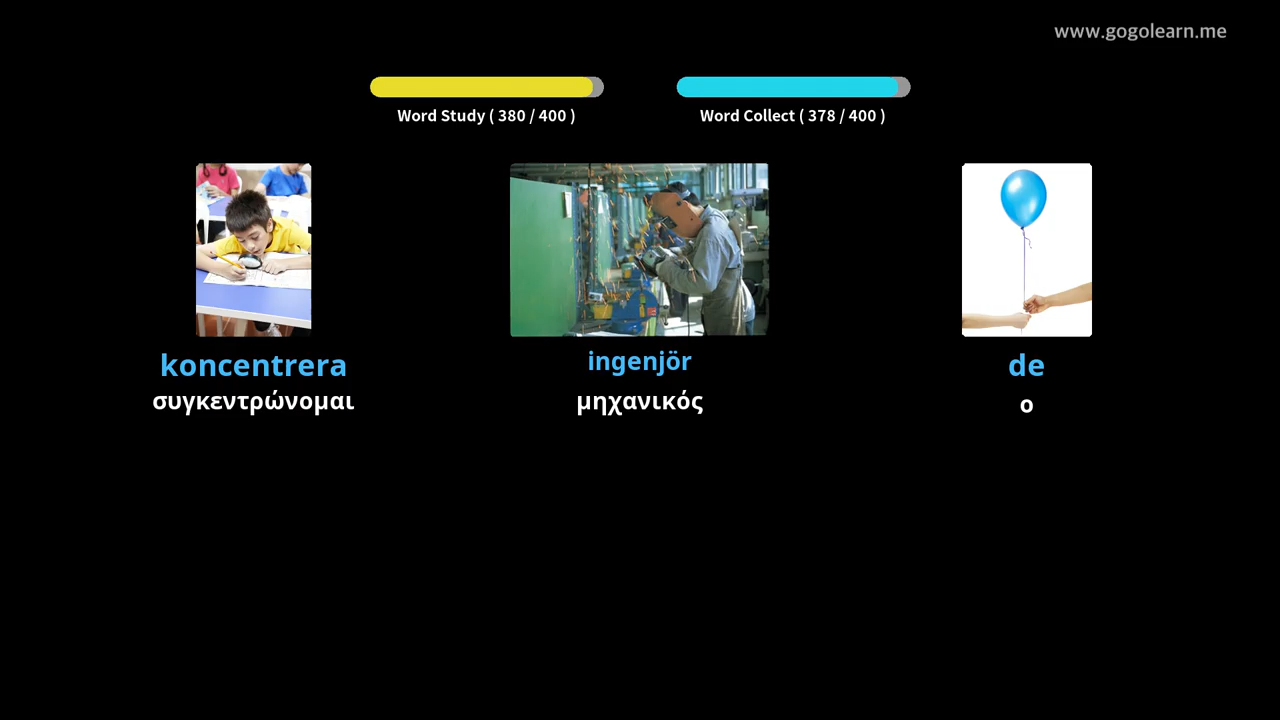 www.gogolearn.me
Word Study ( 380 / 400 )
Word Collect ( 378 / 400 )
koncentrera
συγκεντρώνομαι
ingenjör
μηχανικός
de
ο